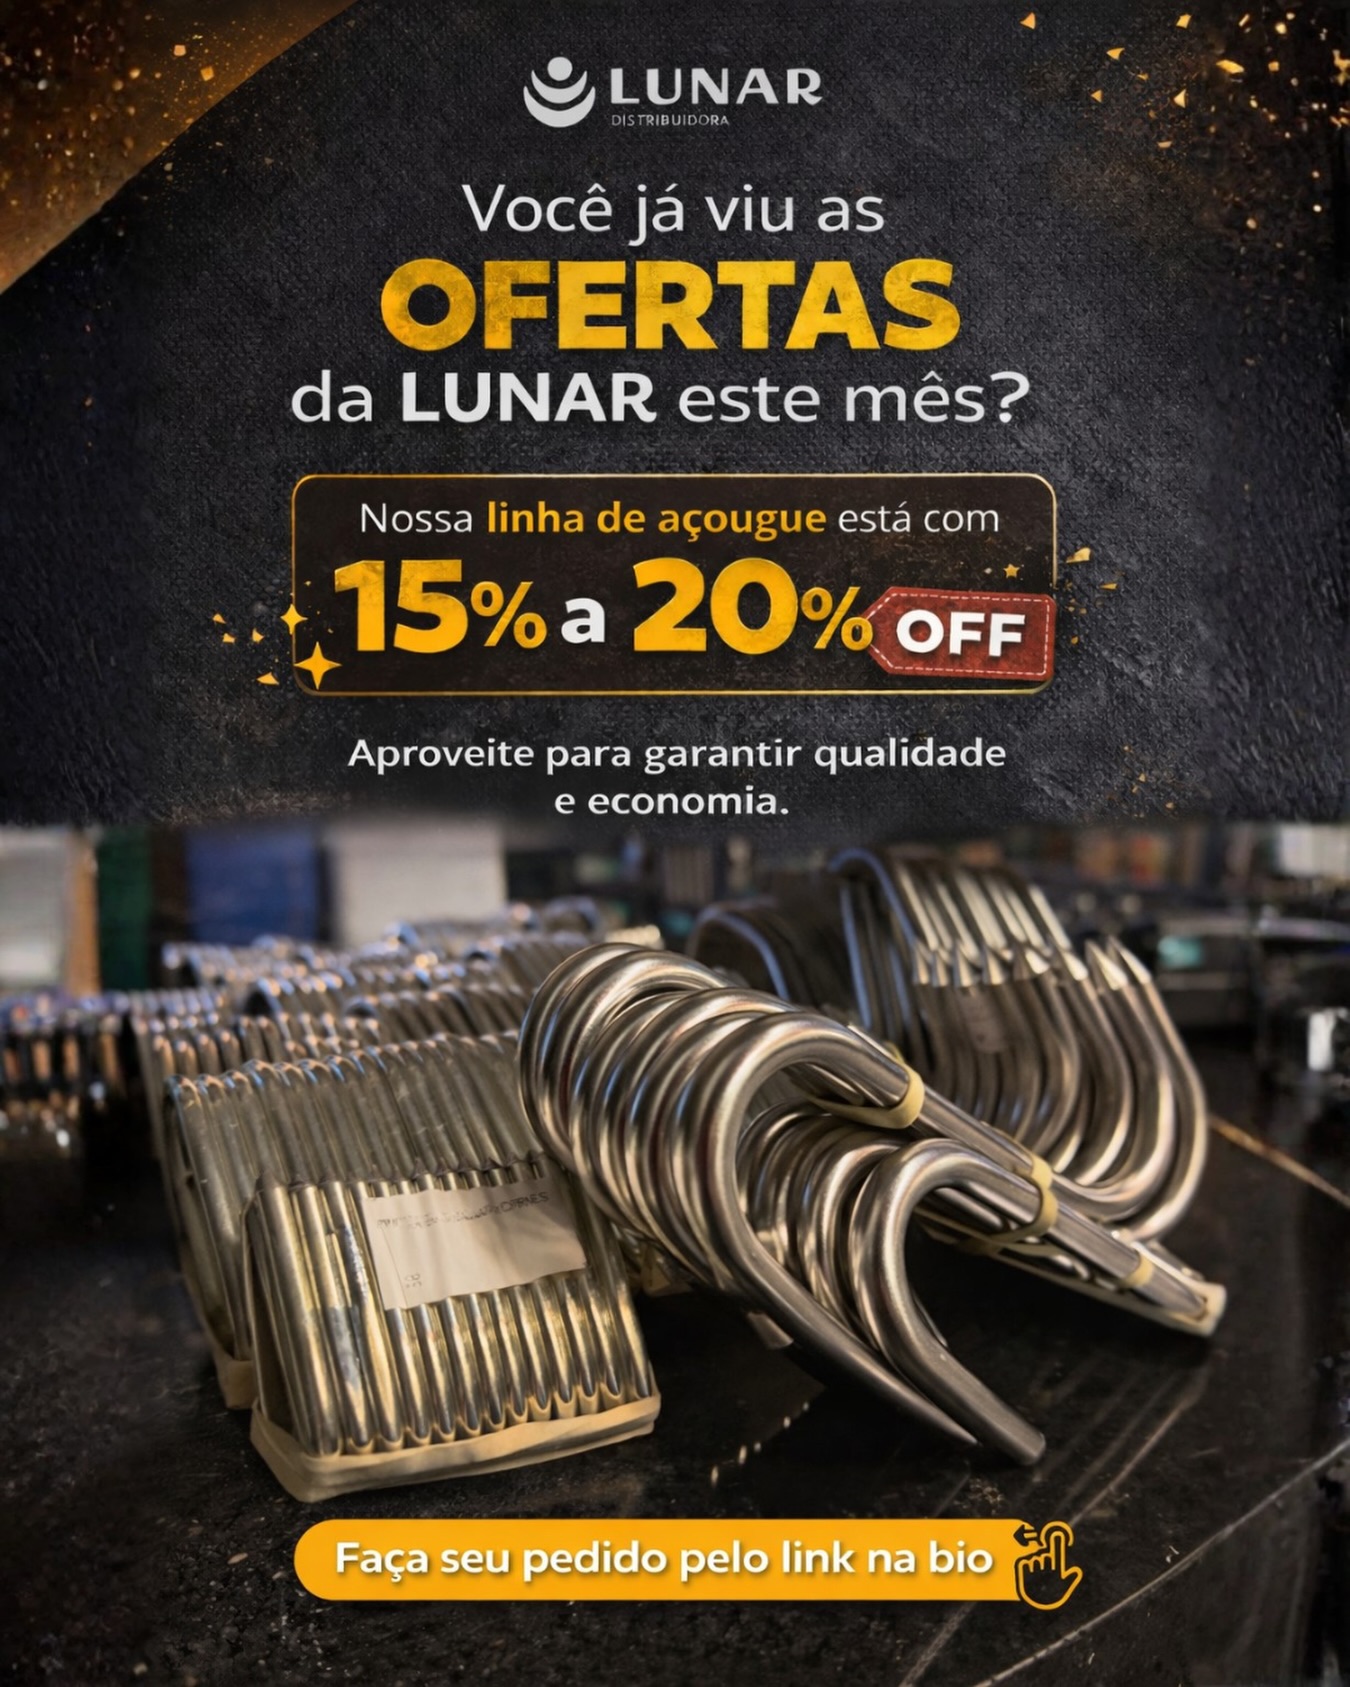 LUNAR
DISTRIBUIDORA
Você já viu as
OFERTAS
da LUNAR este mês?
Nossa linha de açougue está com
15% a 20% OFF
Aproveite para garantir qualidade
e economia.
Faça seu pedido pelo link na bio